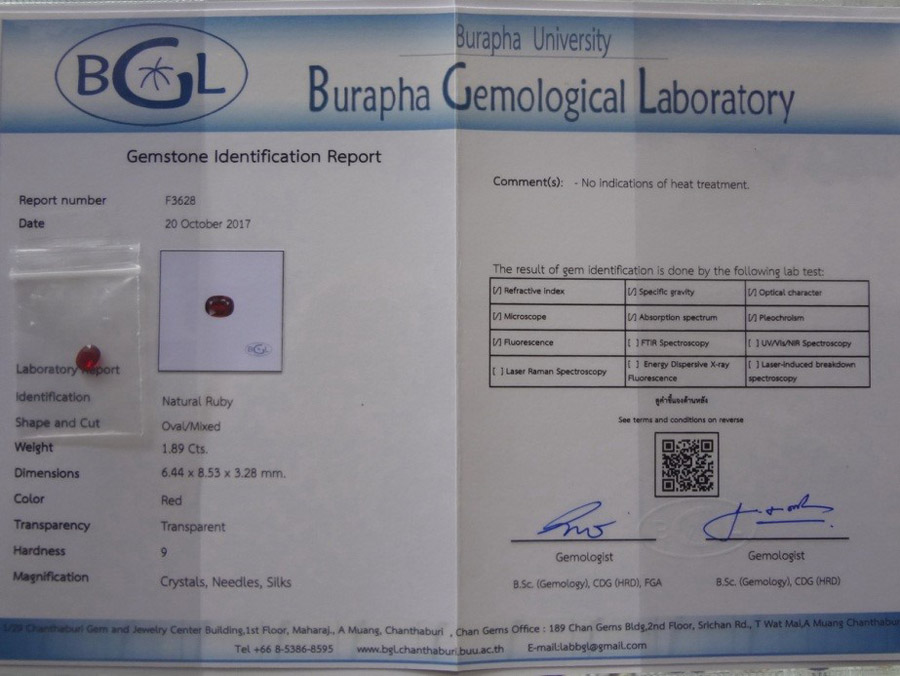 BGL
Burapha University
Burapha Gemological Laboratory
Gemstone Identification Report
Report number F3628
Date 20 October 2017
BGL
Laboratory Report
Identification Natural Ruby
Shape and Cut Oval/Mixed
Weight 1.89 Cts.
Dimensions 6.44 x 8.53 x 3.28 mm.
Color Red
Transparency Transparent
Hardness 9
Magnification Crystals, Needles, Silks
Comment(s): - No indications of heat treatment.
The result of gem identification is done by the following lab test:
[/] Refractive Index [/] Specific gravity [/] Optical character
[/] Microscope [/] Absorption spectrum [/] Pleochroism
[/] Fluorescence [ ] FTIR Spectroscopy [ ] UV/Vis/NIR Spectroscopy
[ ] Laser Raman Spectroscopy [ ] Energy Dispersive X-ray Fluorescence [ ] Laser-induced breakdown spectroscopy
ดูคำชี้แจงด้านหลัง
See terms and conditions on reverse
BGL
Gemologist Gemologist
B.Sc. (Gemology), CDG (HRD), FGA B.Sc. (Gemology), CDG (HRD)
1/29 Chanthaburi Gem and Jewelry Center Building,1st Floor, Maharaj., A Muang, Chanthaburi , Chan Gems Office : 189 Chan Gems Bldg,2nd Floor, Srichan Rd., T Wat Mai,A Muang
Tel +66 8-5386-8595 www.bgl.chanthaburi.buu.ac.th E-mail:labbgl@gmail.com